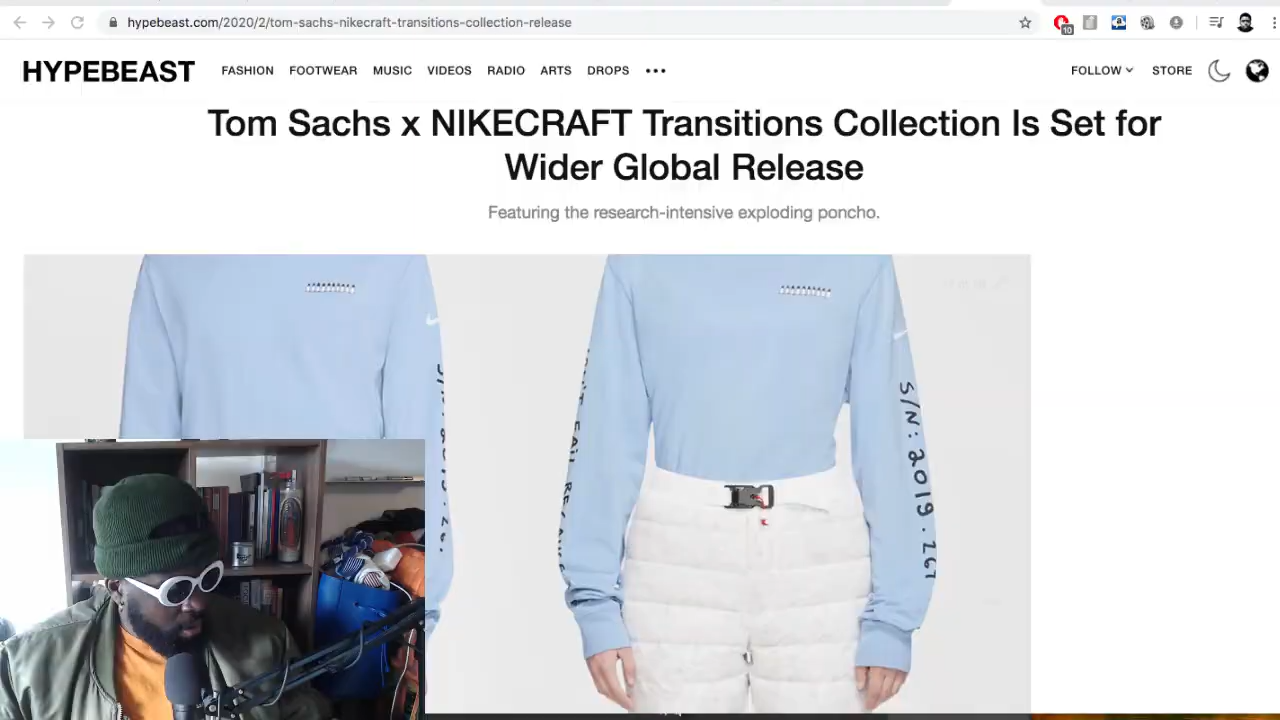 hypebeast.com/2020/2/tom-sachs-nikecraft-transitions-collection-release
10
HYPEBEAST FASHION FOOTWEAR MUSIC VIDEOS RADIO ARTS DROPS FOLLOW STORE
Tom Sachs x NIKECRAFT Transitions Collection Is Set for
Wider Global Release
Featuring the research-intensive exploding poncho.
S/N: 2019.